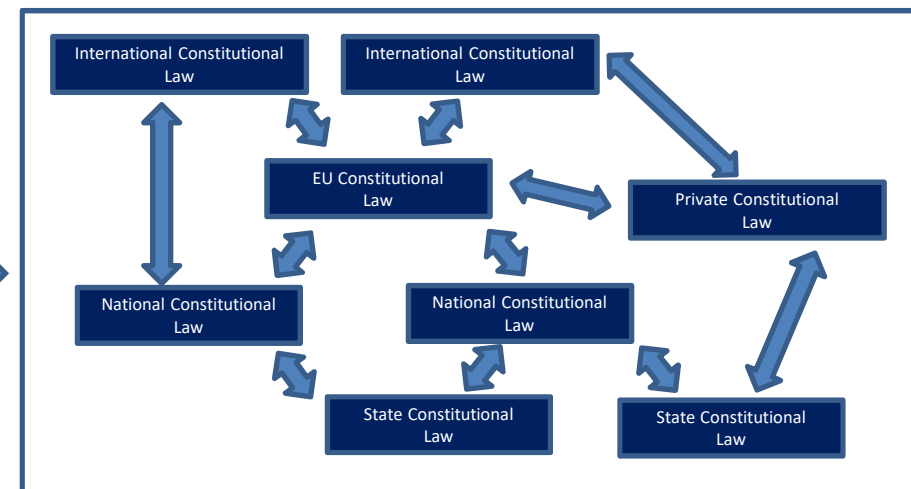 International Constitutional
Law
International Constitutional
Law
EU Constitutional
Law
Private Constitutional
Law
National Constitutional
Law
National Constitutional
Law
State Constitutional
Law
State Constitutional
Law